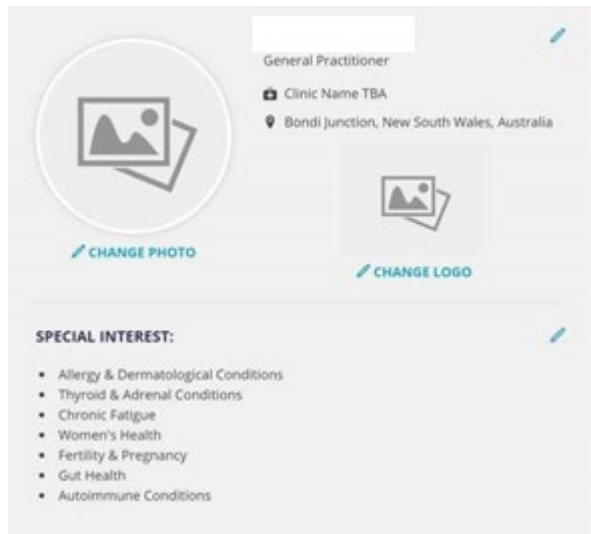 General Practitioner
Clinic Name TBA
Bondi Junction, New South Wales, Australia
CHANGE PHOTO
CHANGE LOGO
SPECIAL INTEREST:
• Allergy & Dermatological Conditions
• Thyroid & Adrenal Conditions
• Chronic Fatigue
• Women's Health
• Fertility & Pregnancy
• Gut Health
• Autoimmune Conditions